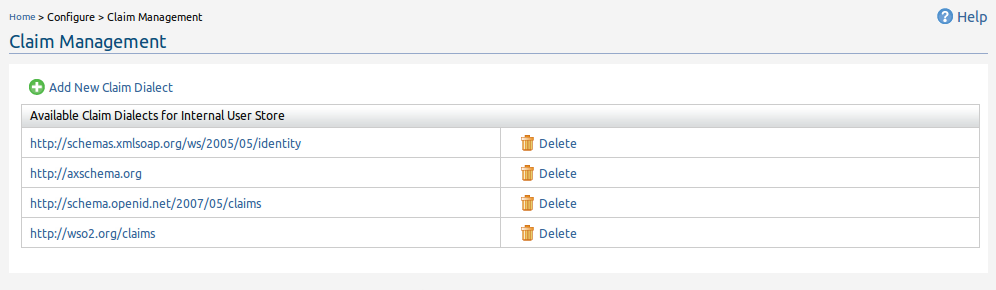 Home > Configure > Claim Management
Help
Claim Management
Add New Claim Dialect
Available Claim Dialects for Internal User Store
http://schemas.xmlsoap.org/ws/2005/05/identity Delete
http://axschema.org Delete
http://schema.openid.net/2007/05/claims Delete
http://wso2.org/claims Delete